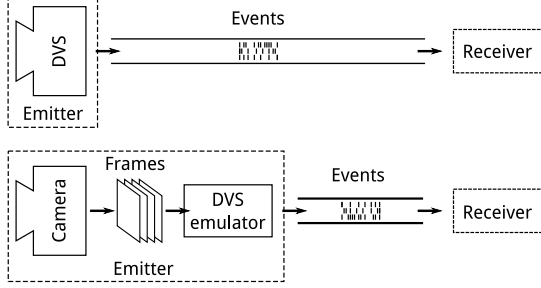 Events
DVS
Receiver
Emitter
Frames
Events
Camera
DVS
emulator
Receiver
Emitter